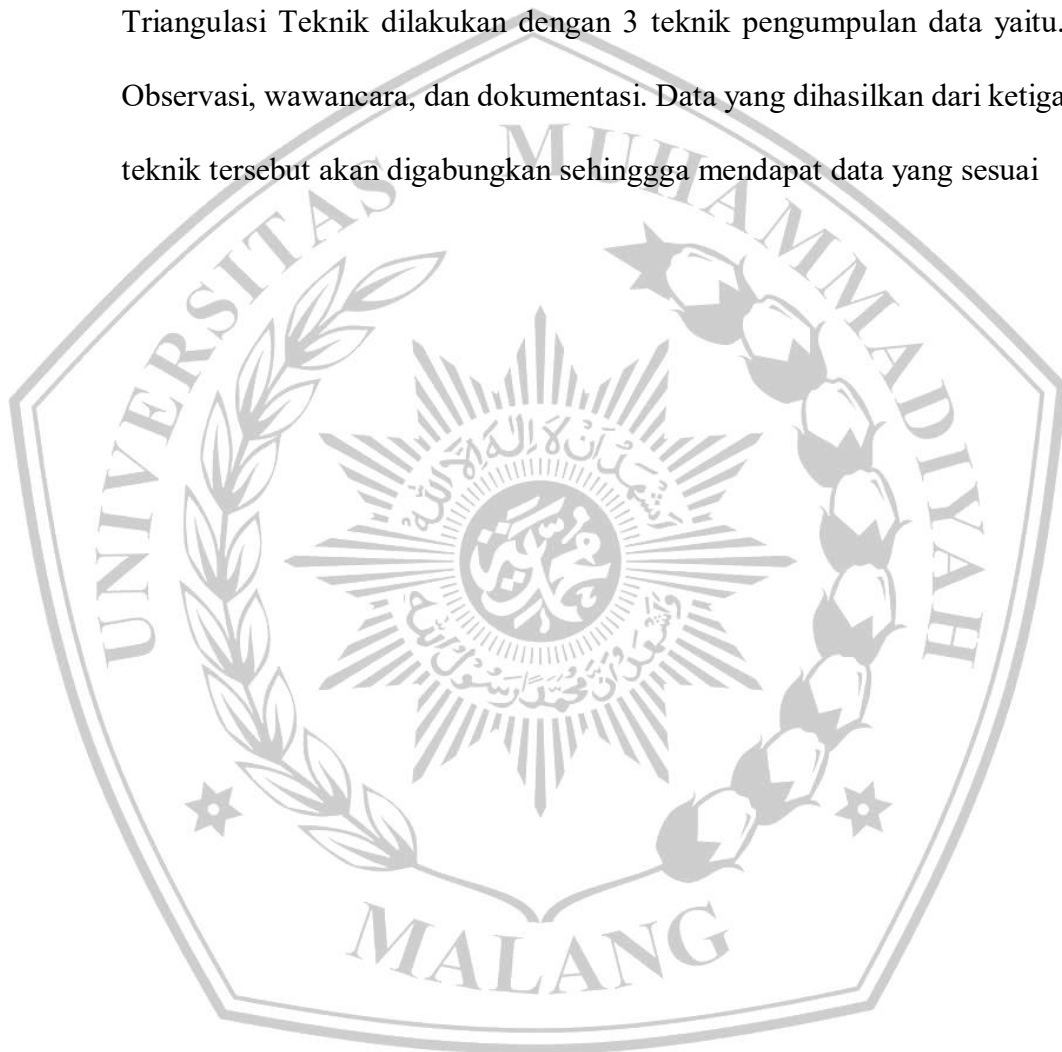 Triangulasi Teknik dilakukan dengan 3 teknik pengumpulan data yaitu.
Observasi, wawancara, dan dokumentasi. Data yang dihasilkan dari ketiga
teknik tersebut akan digabungkan sehinggga mendapat data yang sesuai
UNIVERSITAS MUHAMMADIYAH
MALANG